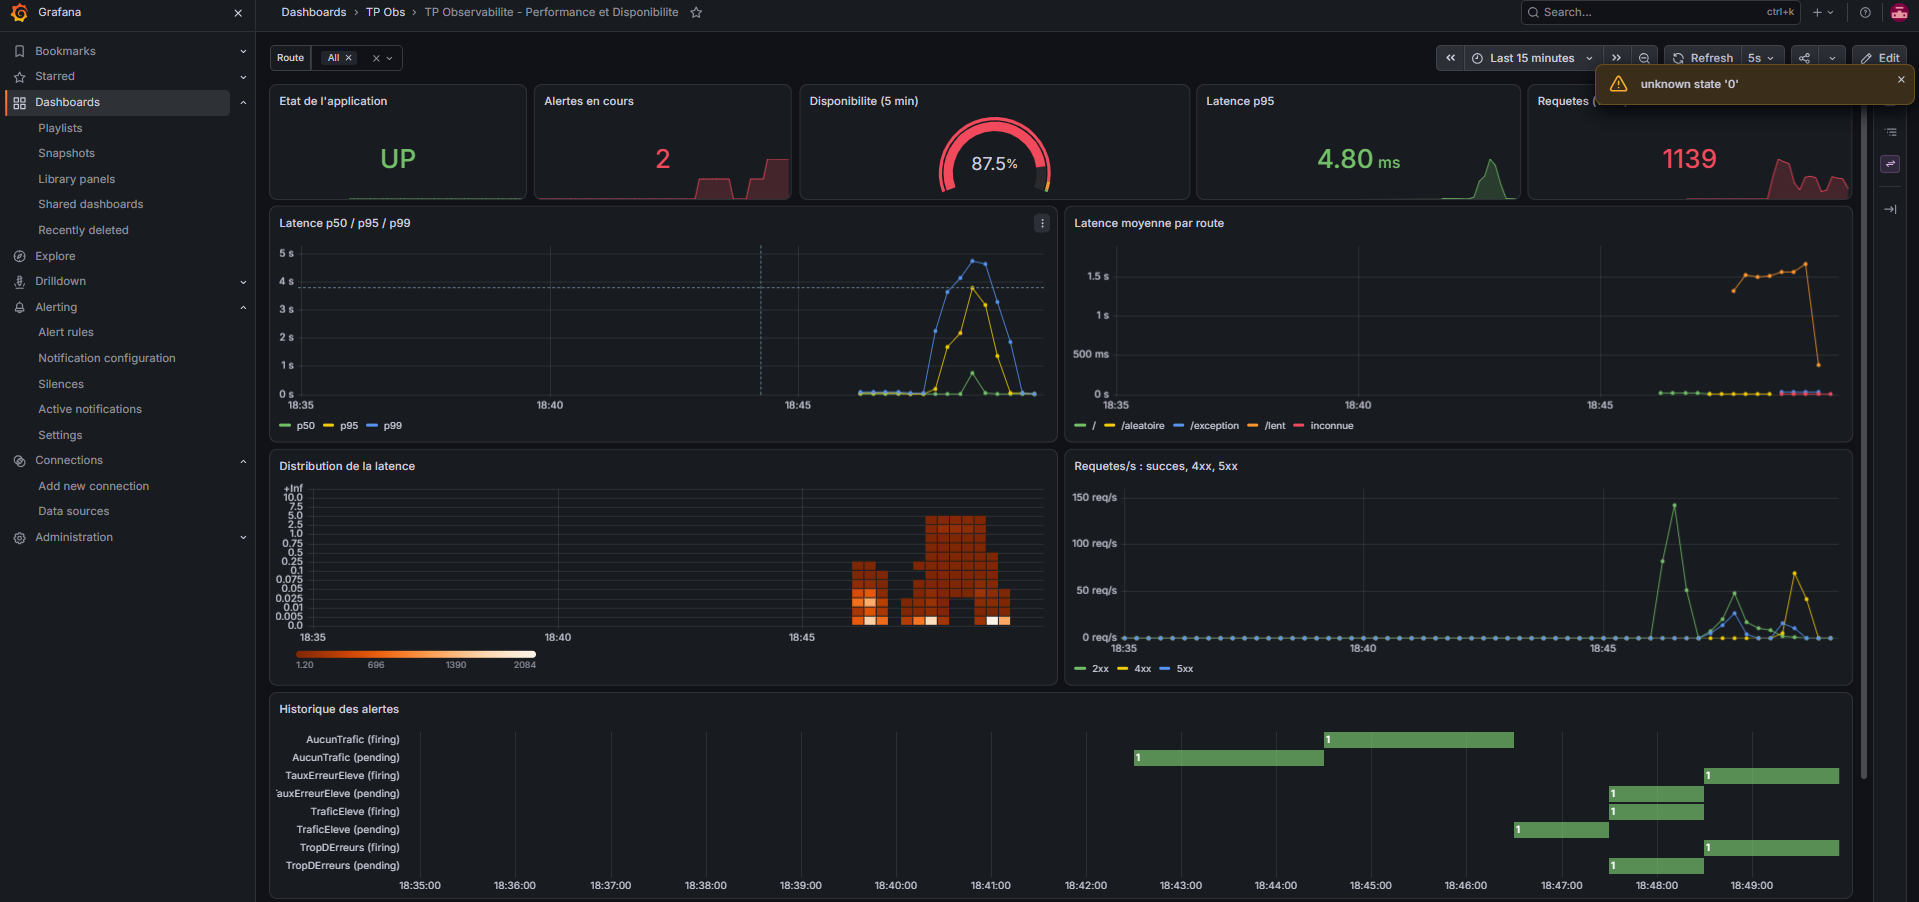 Grafana
Dashboards › TP Obs › TP Observabilite - Performance et Disponibilite
Search...
ctrl+k
Bookmarks
Starred
Dashboards
Playlists
Snapshots
Library panels
Shared dashboards
Recently deleted
Explore
Drilldown
Alerting
Alert rules
Notification configuration
Silences
Active notifications
Settings
Connections
Add new connection
Data sources
Administration
Route
All
Last 15 minutes
Refresh
5s
Edit
unknown state '0'
Etat de l'application
UP
Alertes en cours
2
Disponibilite (5 min)
87.5%
Latence p95
4.80 ms
Requetes (
1139
Latence p50 / p95 / p99
5 s
4 s
3 s
2 s
1 s
0 s
18:35
18:40
18:45
p50
p95
p99
Latence moyenne par route
1.5 s
1 s
500 ms
0 s
18:35
18:40
18:45
/
/aleatoire
/exception
/lent
inconnue
Distribution de la latence
+Inf
10.0
7.5
5.0
2.5
1.0
0.75
0.5
0.25
0.1
0.075
0.05
0.025
0.01
0.005
0.0
18:35
18:40
18:45
1.20
696
1390
2084
Requetes/s : succes, 4xx, 5xx
150 req/s
100 req/s
50 req/s
0 req/s
18:35
18:40
18:45
2xx
4xx
5xx
Historique des alertes
AucunTrafic (firing)
1
AucunTrafic (pending)
1
TauxErreurEleve (firing)
1
auxErreurEleve (pending)
1
TraficEleve (firing)
1
TraficEleve (pending)
1
TropDErreurs (firing)
1
TropDErreurs (pending)
1
18:35:00
18:36:00
18:37:00
18:38:00
18:39:00
18:40:00
18:41:00
18:42:00
18:43:00
18:44:00
18:45:00
18:46:00
18:47:00
18:48:00
18:49:00